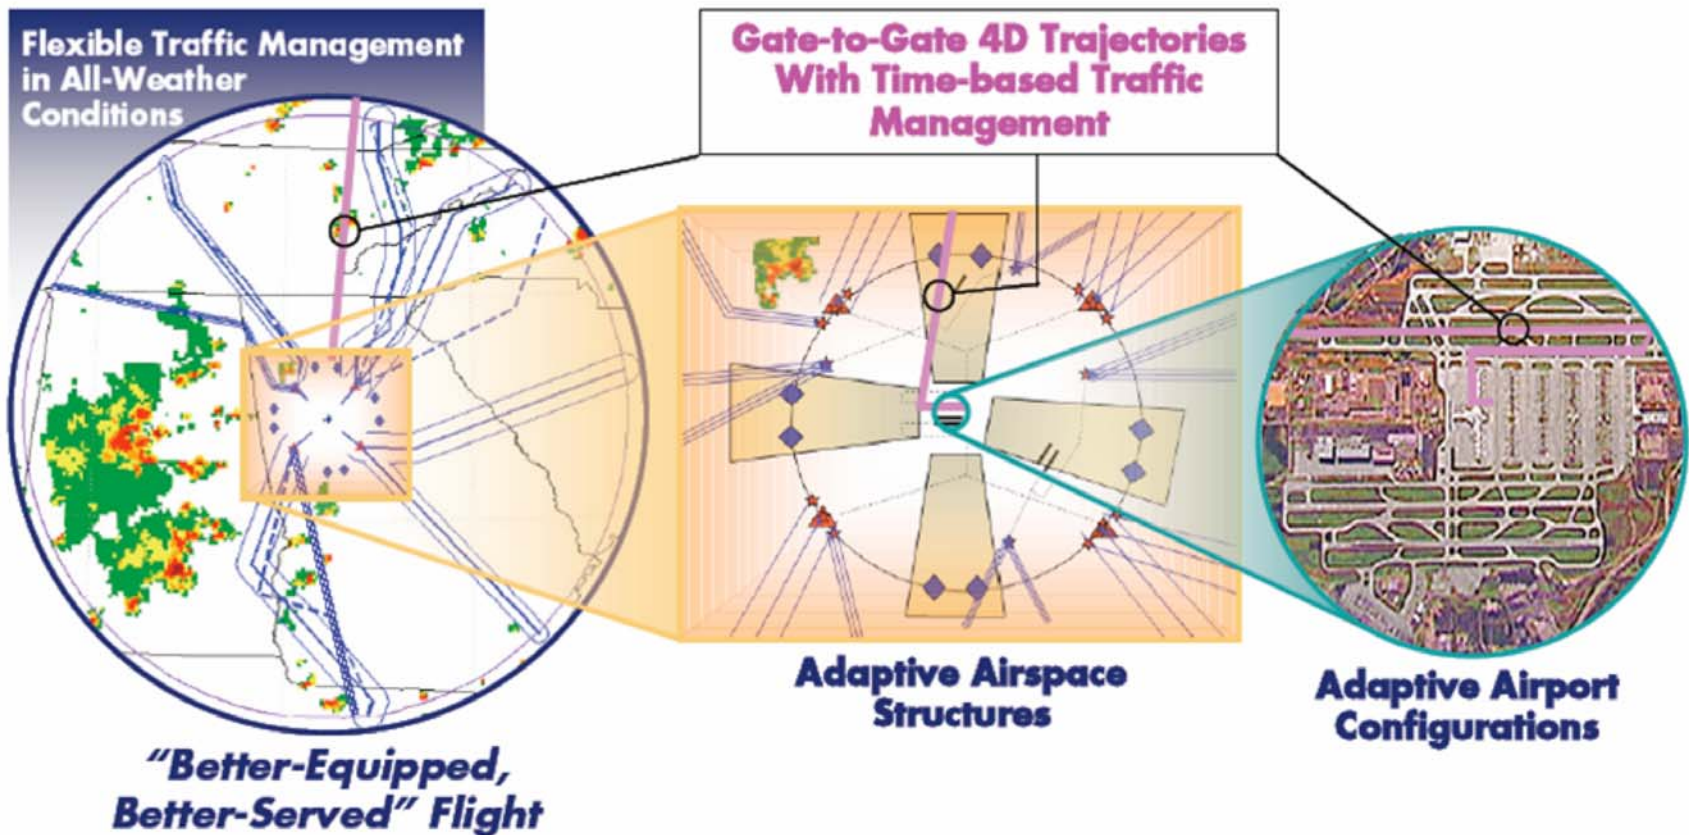 Flexible Traffic Management
in All-Weather
Conditions
Gate-to-Gate 4D Trajectories
With Time-based Traffic
Management
Adaptive Airspace
Structures
Adaptive Airport
Configurations
“Better-Equipped,
Better-Served” Flight